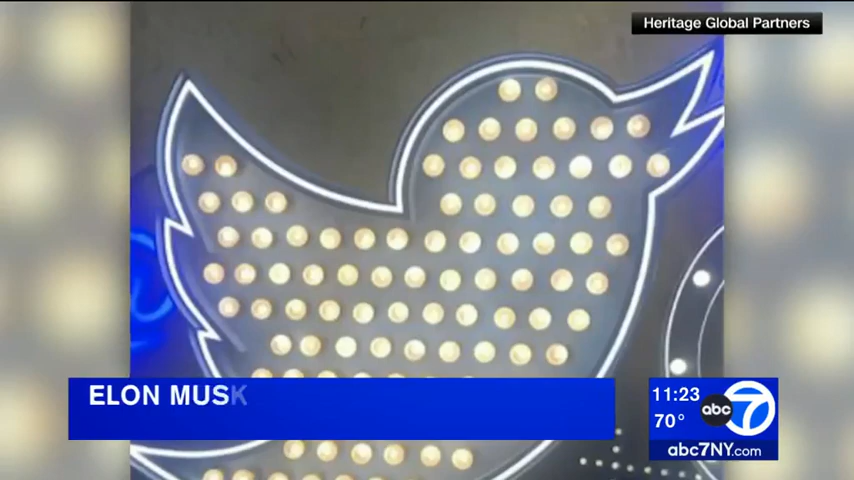 Heritage Global Partners
ELON MUSK
11:23
70°
abc 7
abc7NY.com